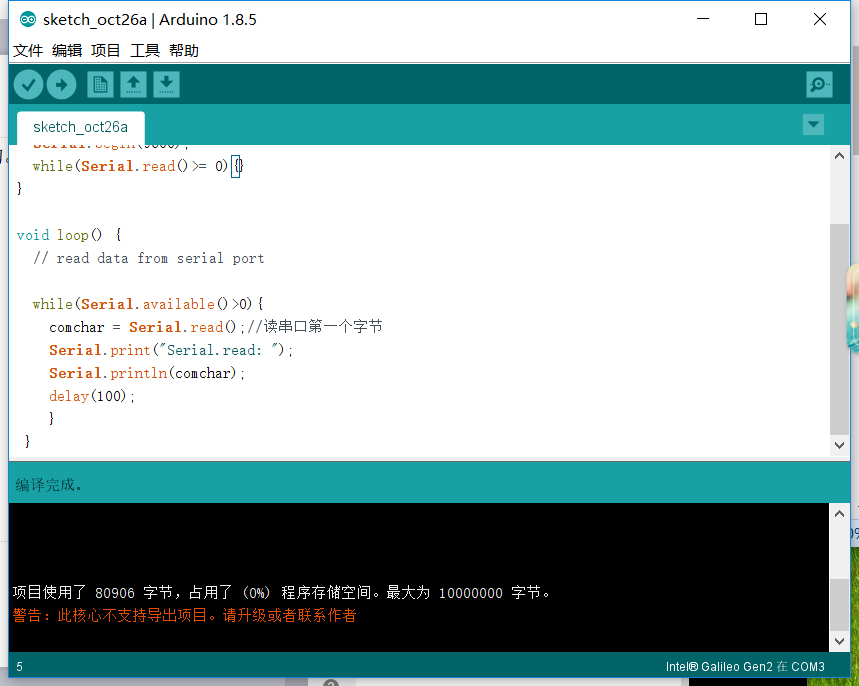 sketch_oct26a | Arduino 1.8.5
文件 编辑 项目 工具 帮助
sketch_oct26a
Serial.begin(9600);
while(Serial.read()>= 0){}
}
void loop() {
// read data from serial port
while(Serial.available()>0){
comchar = Serial.read();//读串口第一个字节
Serial.print("Serial.read: ");
Serial.println(comchar);
delay(100);
}
}
编译完成。
项目使用了 80906 字节，占用了 (0%) 程序存储空间。最大为 10000000 字节。
警告：此核心不支持导出项目。请升级或者联系作者
5
Intel® Galileo Gen2 在 COM3